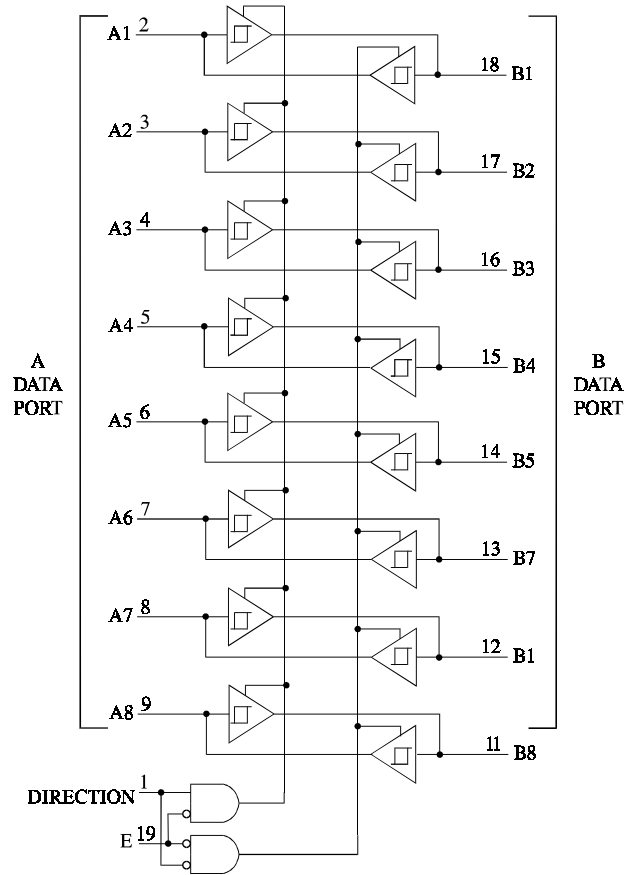 A1 2
18 B1
A2 3
17 B2
A3 4
16 B3
A4 5
15 B4
A
DATA
PORT
B
DATA
PORT
A5 6
14 B5
A6 7
13 B7
A7 8
12 B1
A8 9
11 B8
DIRECTION 1
E 19